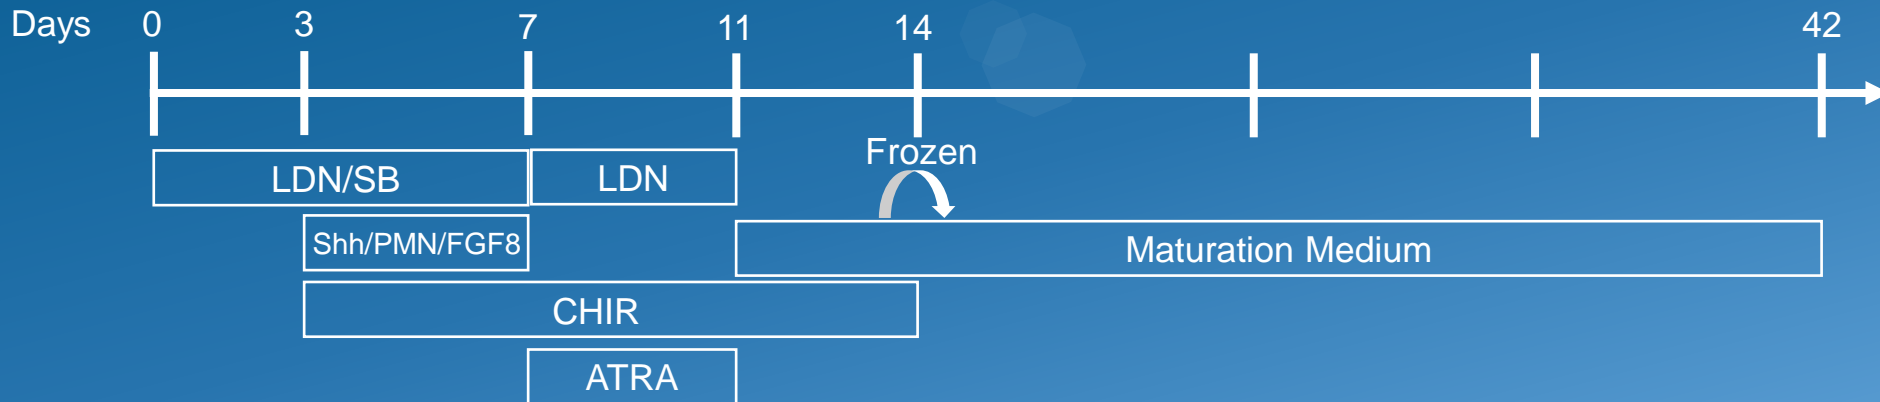 Days 0 3 7 11 14 42
Frozen
LDN/SB LDN
Shh/PMN/FGF8
Maturation Medium
CHIR
ATRA